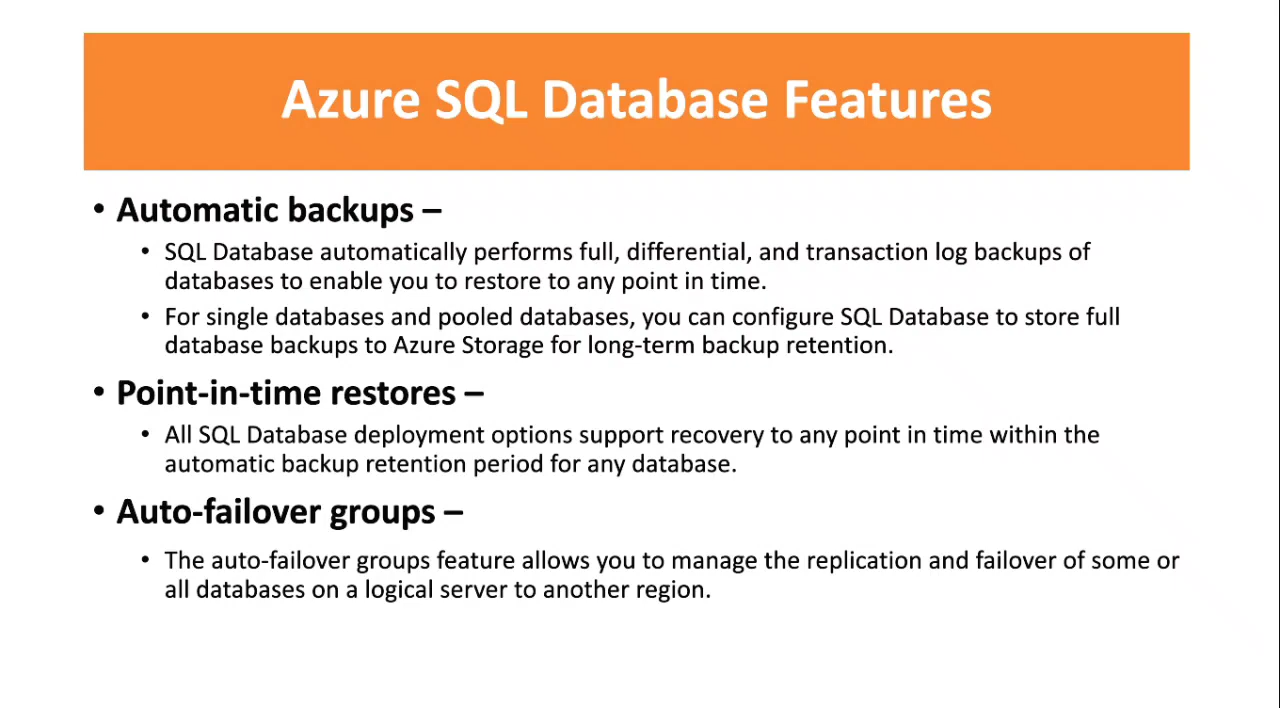 Azure SQL Database Features
• Automatic backups –
• SQL Database automatically performs full, differential, and transaction log backups of
databases to enable you to restore to any point in time.
• For single databases and pooled databases, you can configure SQL Database to store full
database backups to Azure Storage for long-term backup retention.
• Point-in-time restores –
• All SQL Database deployment options support recovery to any point in time within the
automatic backup retention period for any database.
• Auto-failover groups –
• The auto-failover groups feature allows you to manage the replication and failover of some or
all databases on a logical server to another region.